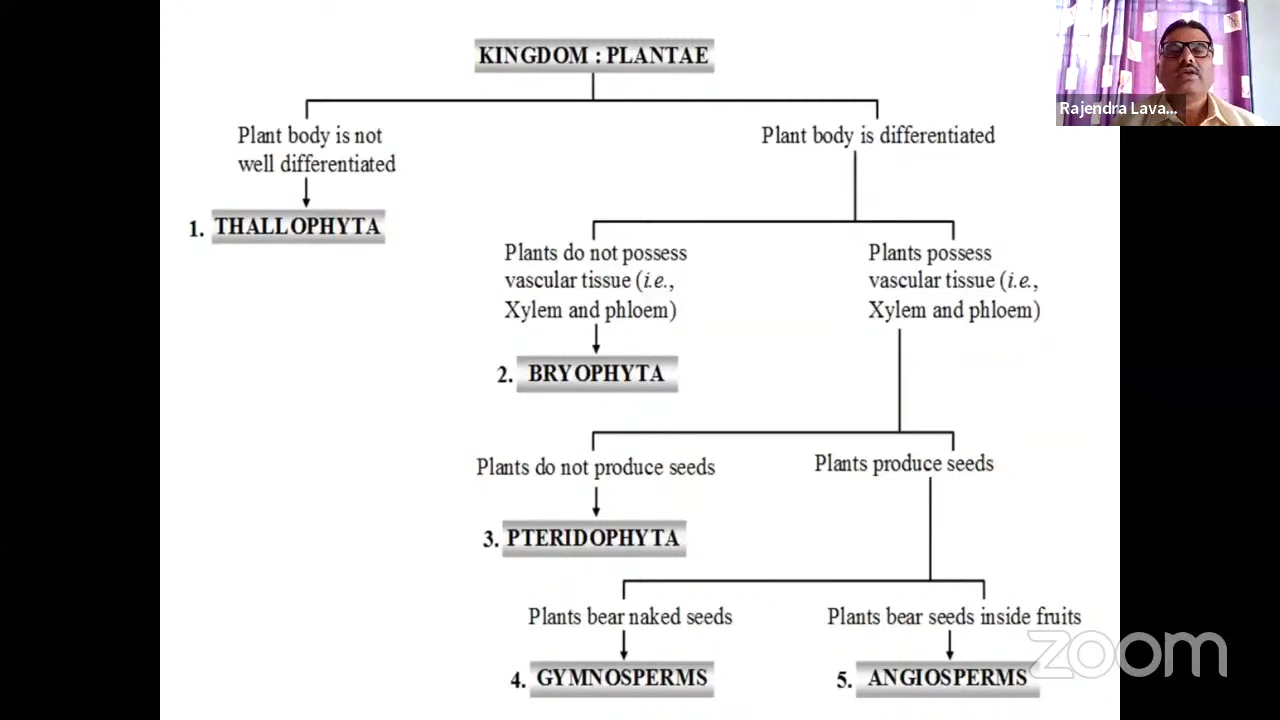 KINGDOM : PLANTAE
Rajendra Lava...
Plant body is not
well differentiated
Plant body is differentiated
1. THALLOPHYTA
Plants do not possess
vascular tissue (i.e.,
Xylem and phloem)
Plants possess
vascular tissue (i.e.,
Xylem and phloem)
2. BRYOPHYTA
Plants do not produce seeds
Plants produce seeds
3. PTERIDOPHYTA
Plants bear naked seeds
Plants bear seeds inside fruits
4. GYMNOSPERMS
5. ANGIOSPERMS
zoom